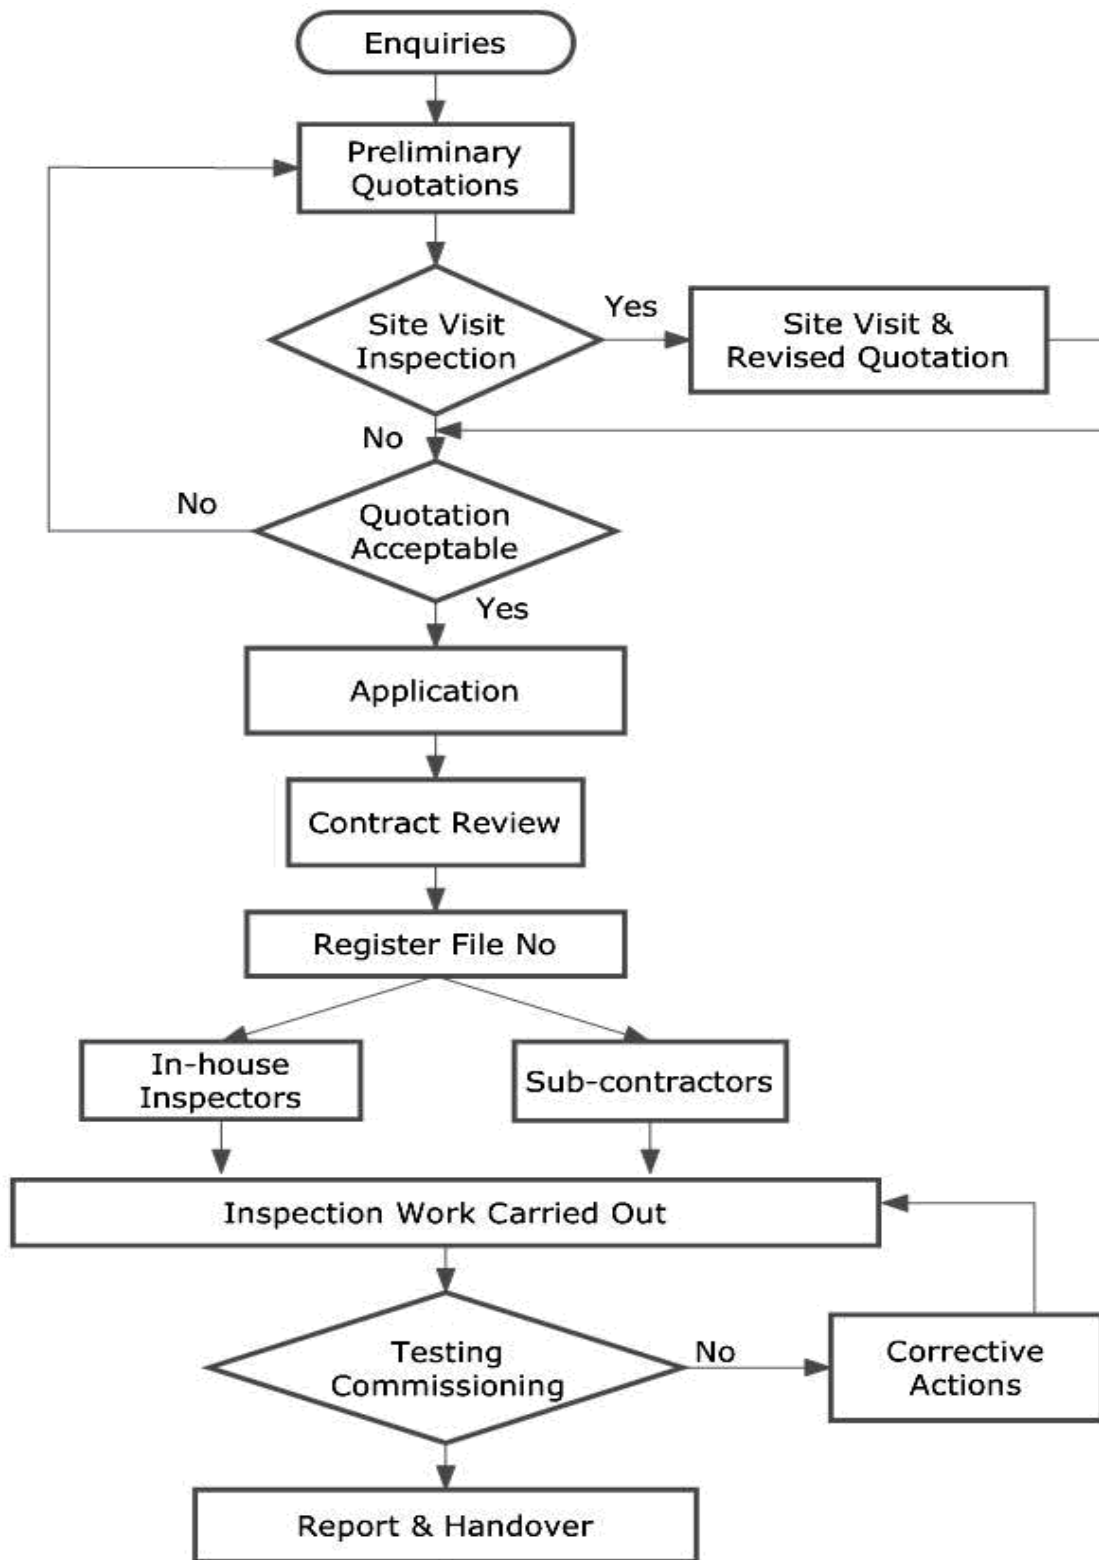 Enquiries
Preliminary
Quotations
Site Visit
Inspection
Yes
Site Visit &
Revised Quotation
No
No
Quotation
Acceptable
Yes
Application
Contract Review
Register File No
In-house
Inspectors
Sub-contractors
Inspection Work Carried Out
Testing
Commissioning
No
Corrective
Actions
Report & Handover